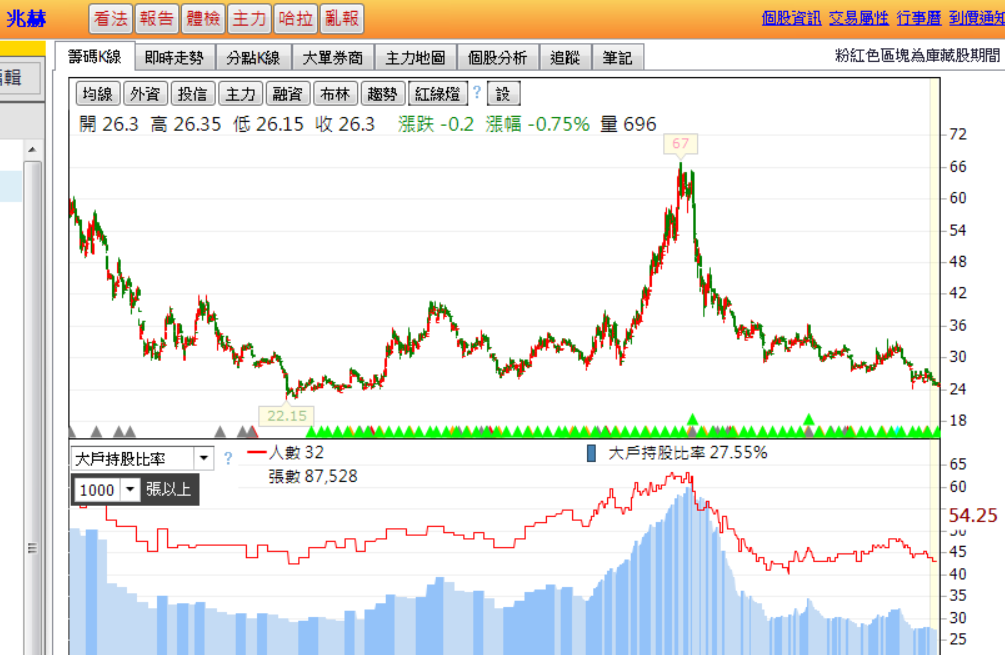 兆赫 看法 報告 體檢 主力 哈拉 亂報 個股資訊 交易屬性 行事曆 到價通知
籌碼K線 即時走勢 分點K線 大單券商 主力地圖 個股分析 追蹤 筆記 粉紅色區塊為庫藏股期間
輯
均線 外資 投信 主力 融資 布林 趨勢 紅綠燈 ? 設
開 26.3 高 26.35 低 26.15 收 26.3 漲跌 -0.2 漲幅 -0.75% 量 696
67
72
66
60
54
48
42
36
30
24
18
22.15
大戶持股比率 ? 人數 32 大戶持股比率 27.55%
張數 87,528
1000 張以上
65
60
54.25
50
45
40
35
30
25